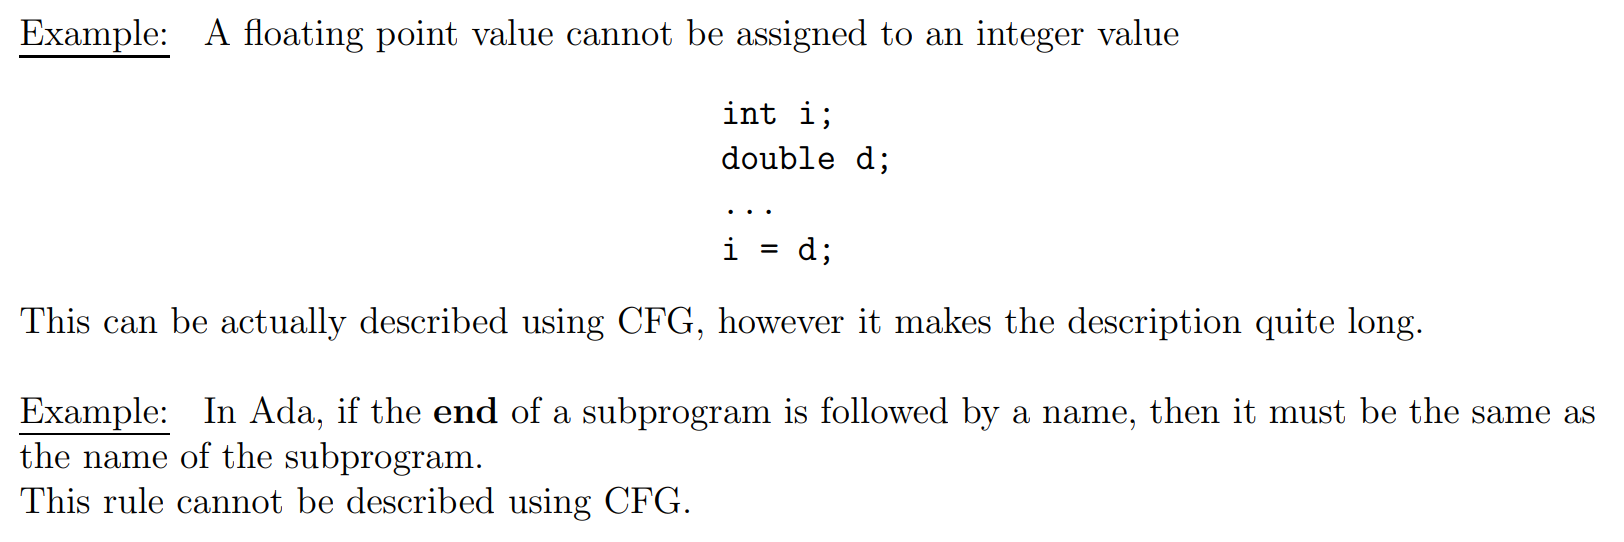 Example: A floating point value cannot be assigned to an integer value
int i;
double d;
...
i = d;
This can be actually described using CFG, however it makes the description quite long.
Example: In Ada, if the end of a subprogram is followed by a name, then it must be the same as
the name of the subprogram.
This rule cannot be described using CFG.